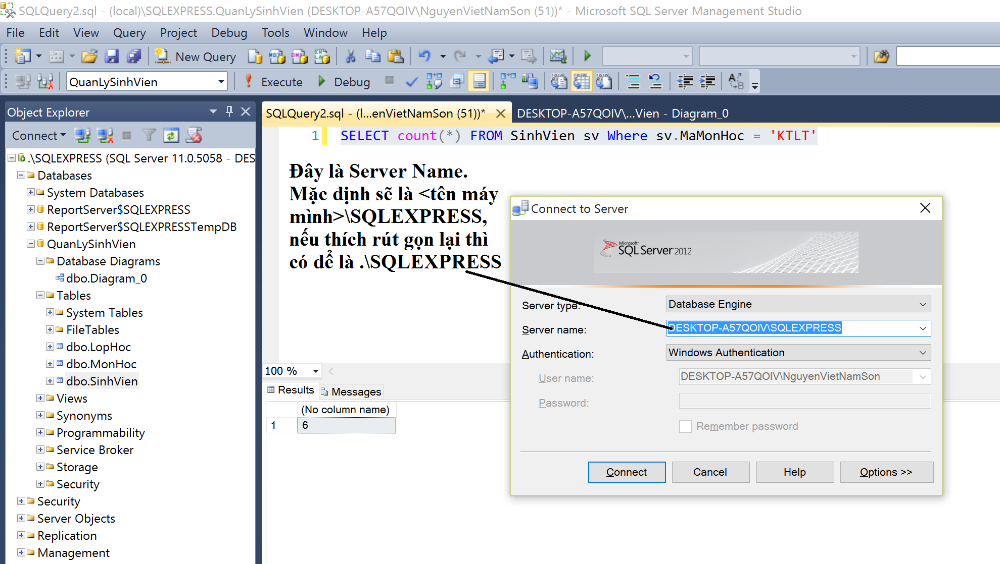 SQLQuery2.sql - (local)\SQLEXPRESS.QuanLySinhVien (DESKTOP-A57QOIV\NguyenVietNamSon (51))* - Microsoft SQL Server Management Studio
File Edit View Query Project Debug Tools Window Help
New Query
QuanLySinhVien Execute Debug
Object Explorer
Connect
.\SQLEXPRESS (SQL Server 11.0.5058 - DES
Databases
System Databases
ReportServer$SQLEXPRESS
ReportServer$SQLEXPRESSTempDB
QuanLySinhVien
Database Diagrams
dbo.Diagram_0
Tables
System Tables
FileTables
dbo.LopHoc
dbo.MonHoc
dbo.SinhVien
Views
Synonyms
Programmability
Service Broker
Storage
Security
Security
Server Objects
Replication
Management
SQLQuery2.sql - (l...enVietNamSon (51))* DESKTOP-A57QOIV\...Vien - Diagram_0
1 SELECT count(*) FROM SinhVien sv Where sv.MaMonHoc = 'KTLT'
Đây là Server Name.
Mặc định sẽ là <tên máy
mình>\SQLEXPRESS,
nếu thích rút gọn lại thì
có để là .\SQLEXPRESS
100 %
Results Messages
(No column name)
1 6
Connect to Server
Microsoft
SQL Server 2012
Server type: Database Engine
Server name: DESKTOP-A57QOIV\SQLEXPRESS
Authentication: Windows Authentication
User name: DESKTOP-A57QOIV\NguyenVietNamSon
Password:
Remember password
Connect Cancel Help Options >>